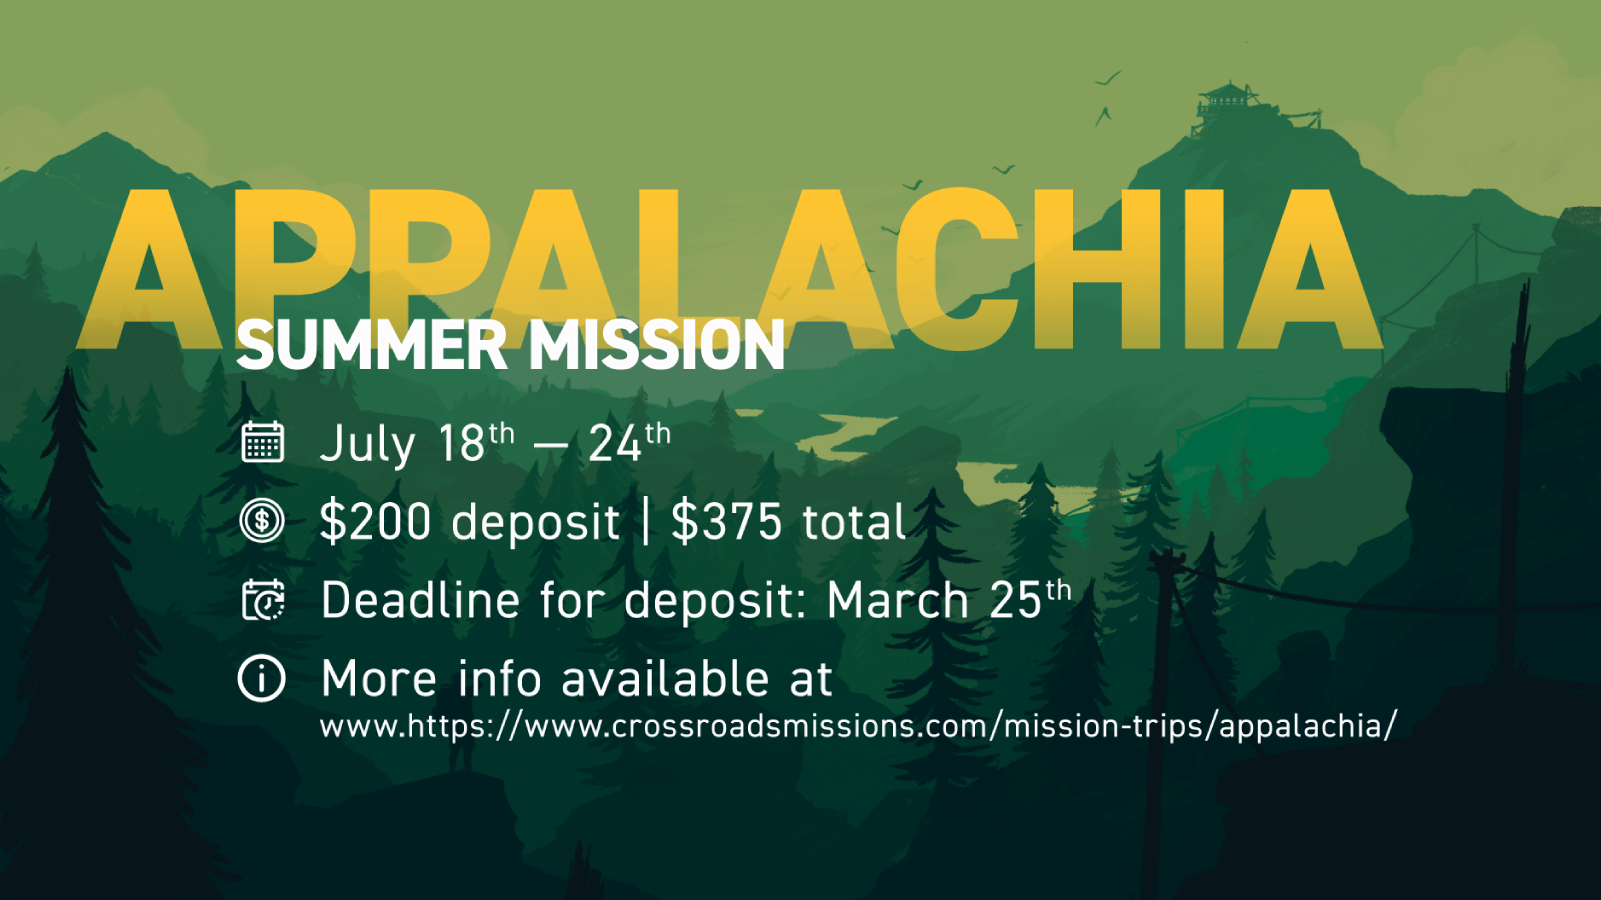 APPALACHIA
SUMMER MISSION
July 18th – 24th
$200 deposit | $375 total
Deadline for deposit: March 25th
More info available at
www.https://www.crossroadsmissions.com/mission-trips/appalachia/